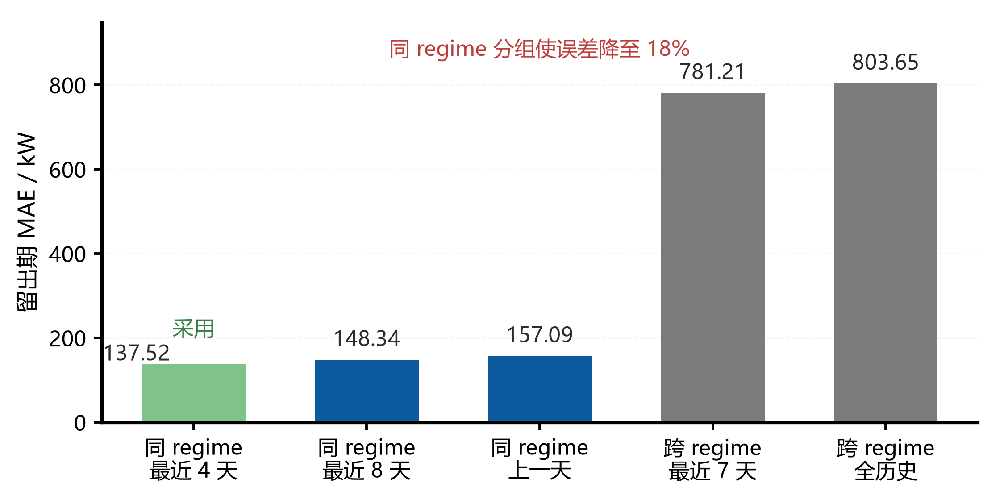 同 regime 分组使误差降至 18%
781.21
803.65
800
600
400
200
0
留出期 MAE / kW
采用
137.52
148.34
157.09
同 regime
最近 4 天
同 regime
最近 8 天
同 regime
上一天
跨 regime
最近 7 天
跨 regime
全历史